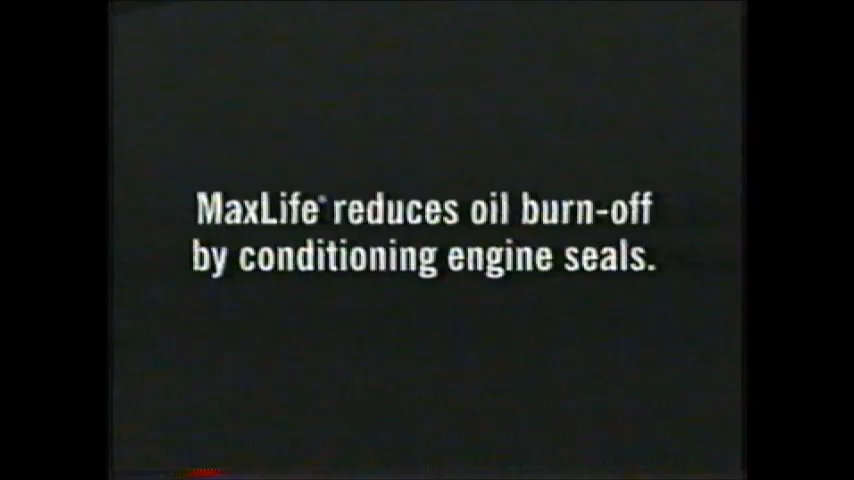 MaxLife® reduces oil burn-off
by conditioning engine seals.